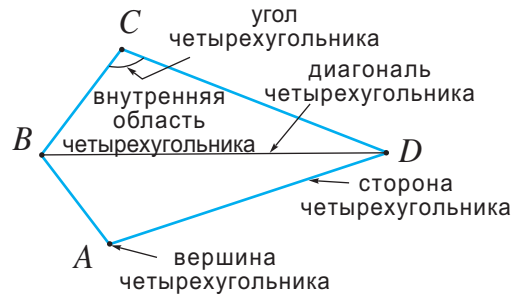 C
угол
четырехугольника
диагональ
четырехугольника
внутренняя
область
четырехугольника
B
D
сторона
четырехугольника
A
вершина
четырехугольника